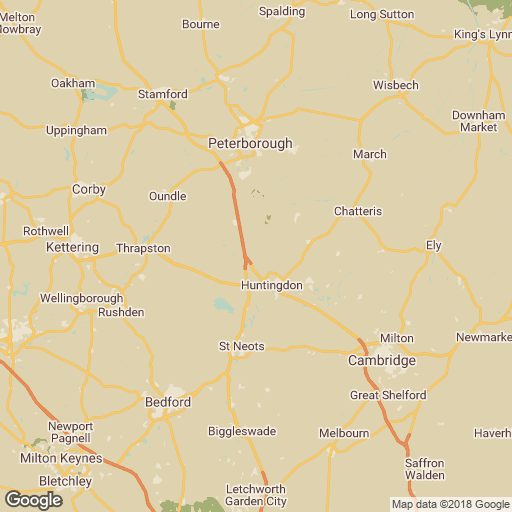 Melton
Mowbray
Bourne
Spalding
Long Sutton
King's Lynn
Oakham
Stamford
Wisbech
Uppingham
Peterborough
Downham
Market
March
Corby
Oundle
Chatteris
Rothwell
Kettering
Thrapston
Ely
Huntingdon
Wellingborough
Rushden
St Neots
Milton
Newmarke
Cambridge
Bedford
Great Shelford
Newport
Pagnell
Biggleswade
Melbourn
Haverh
Milton Keynes
Bletchley
Saffron
Walden
Letchworth
Garden City
Google
Map data ©2018 Google